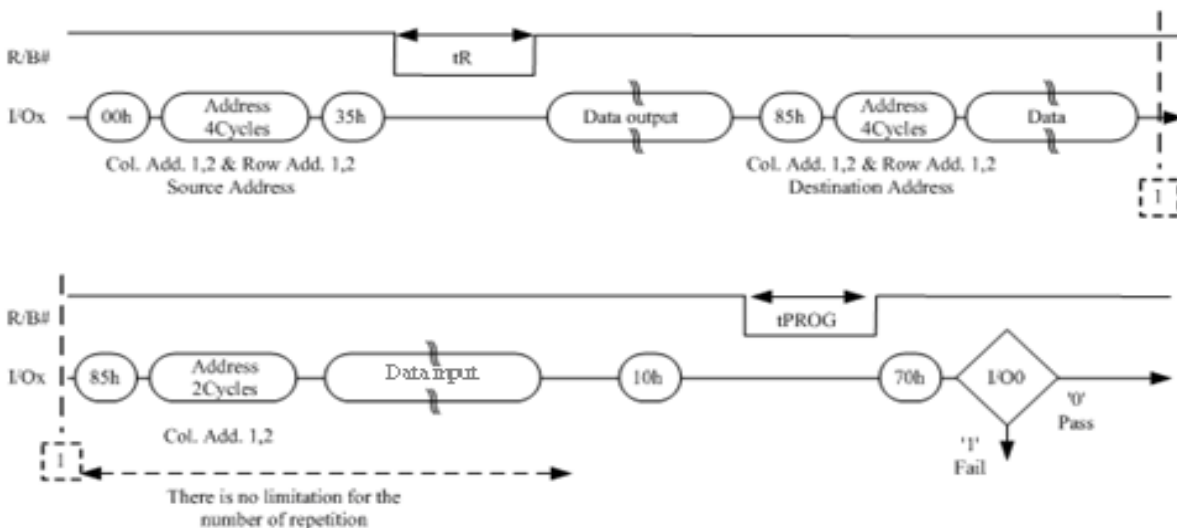 R/B#
tR
I/Ox
00h
Address
4Cycles
35h
Data output
85h
Address
4Cycles
Data
Col. Add. 1,2 & Row Add. 1,2
Source Address
Col. Add. 1,2 & Row Add. 1,2
Destination Address
1
R/B#
tPROG
I/Ox
85h
Address
2Cycles
Data input
10h
70h
I/O0
'0'
Pass
'1'
Fail
Col. Add. 1,2
1
There is no limitation for the
number of repetition